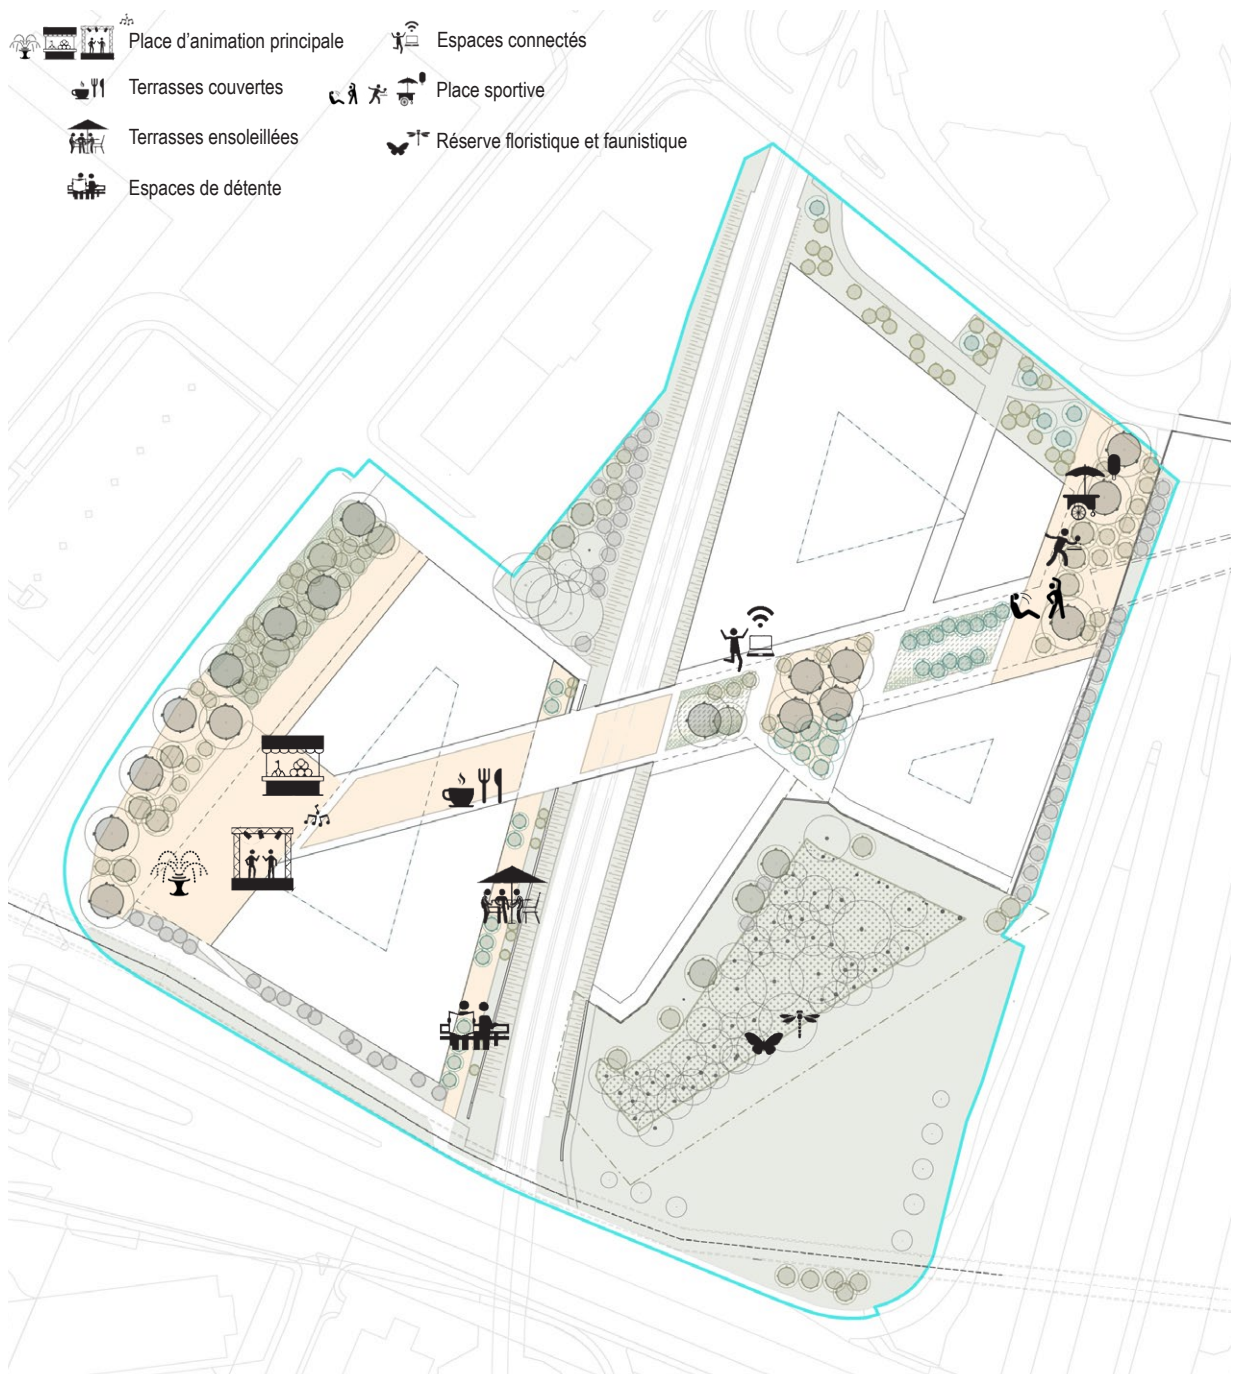 Place d'animation principale
Terrasses couvertes
Terrasses ensoleillées
Espaces de détente
Espaces connectés
Place sportive
Réserve floristique et faunistique